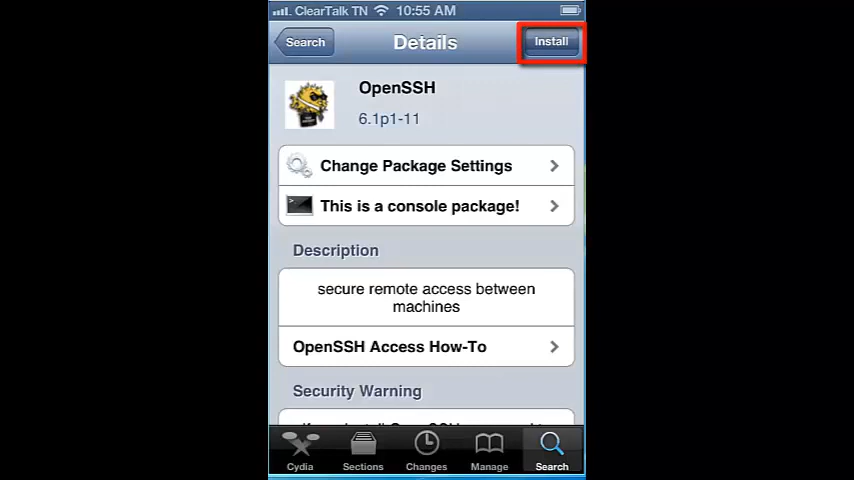 ClearTalk TN 10:55 AM
Search Details Install
OpenSSH
6.1p1-11
Change Package Settings
This is a console package!
Description
secure remote access between
machines
OpenSSH Access How-To
Security Warning
Cydia Sections Changes Manage Search